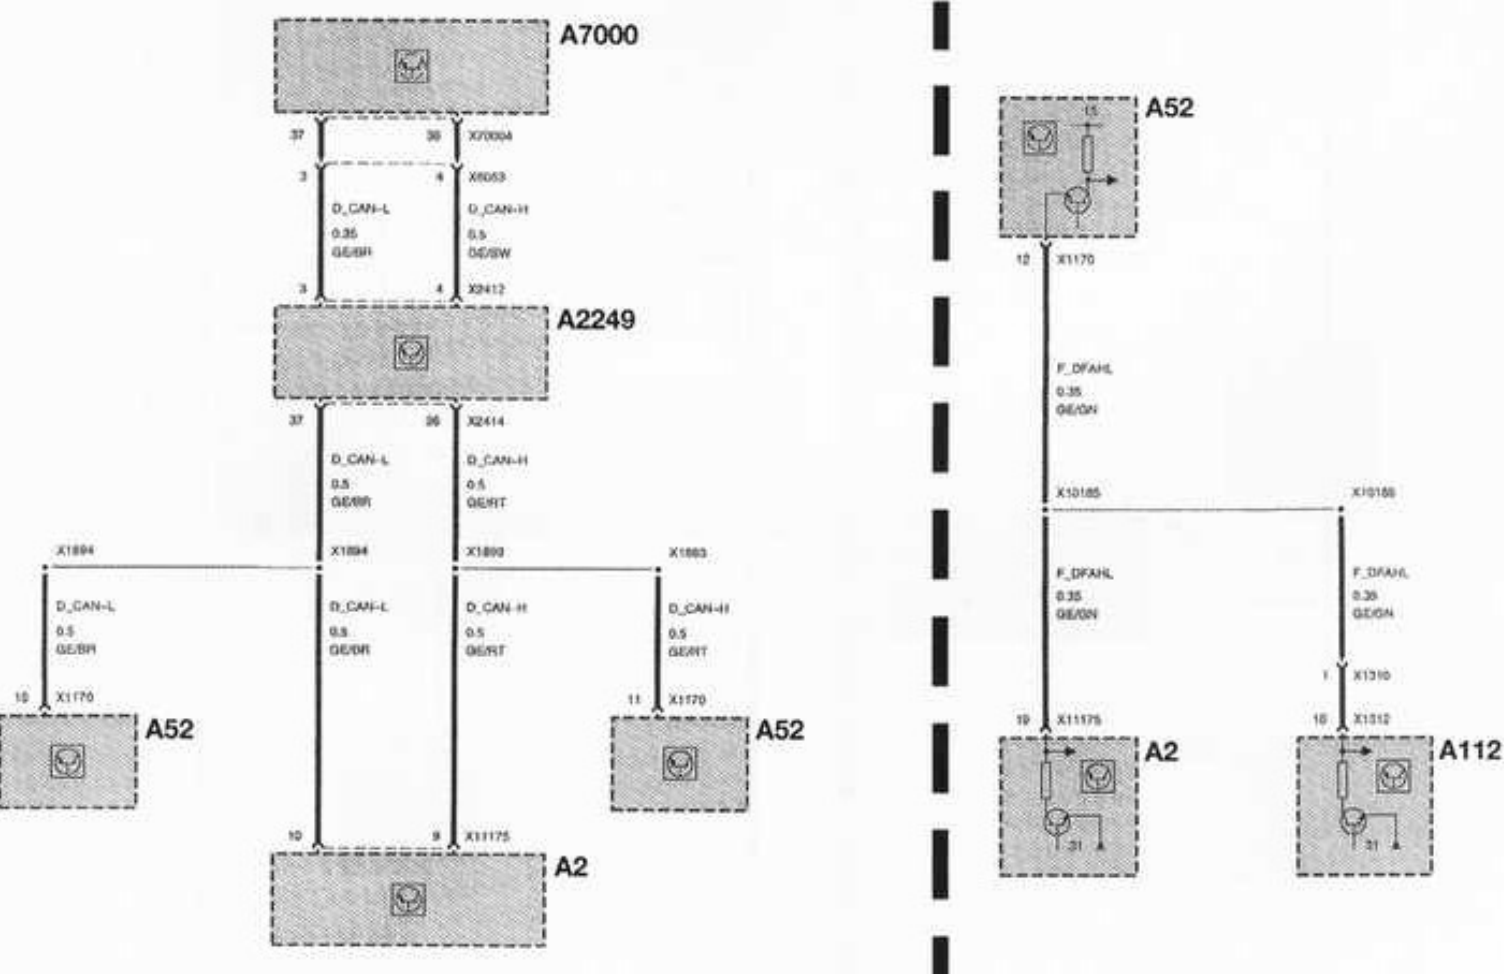 A7000
37
36
X70004
3
4
X6053
D_CAN-L
0.35
GE/BR
D_CAN-H
0.5
GE/SW
3
4
X2412
A2249
37
36
X2414
D_CAN-L
0.5
GE/BR
D_CAN-H
0.5
GE/RT
X1894
X1894
X1893
X1893
D_CAN-L
0.5
GE/BR
D_CAN-L
0.5
GE/BR
D_CAN-H
0.5
GE/RT
D_CAN-H
0.5
GE/RT
10
X1170
A52
11
X1170
A52
10
9
X11175
A2
A52
15
12
X1170
F_DFAHL
0.35
GE/GN
X10185
X10185
F_DFAHL
0.35
GE/GN
F_DFAHL
0.35
GE/GN
1
X1310
19
X11175
A2
31
X1012
A112
31